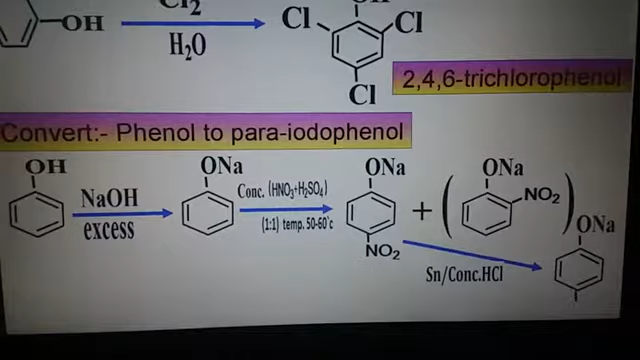 OH
Cl2
H₂O
Cl
Cl
Cl
2,4,6-trichlorophenol
Convert:- Phenol to para-iodophenol
OH
NaOH
excess
ONa
Conc. (HNO₃+H₂SO₄)
(1:1) temp. 50-60°c
ONa
NO₂
+
ONa
NO₂
Sn/Conc.HCl
ONa